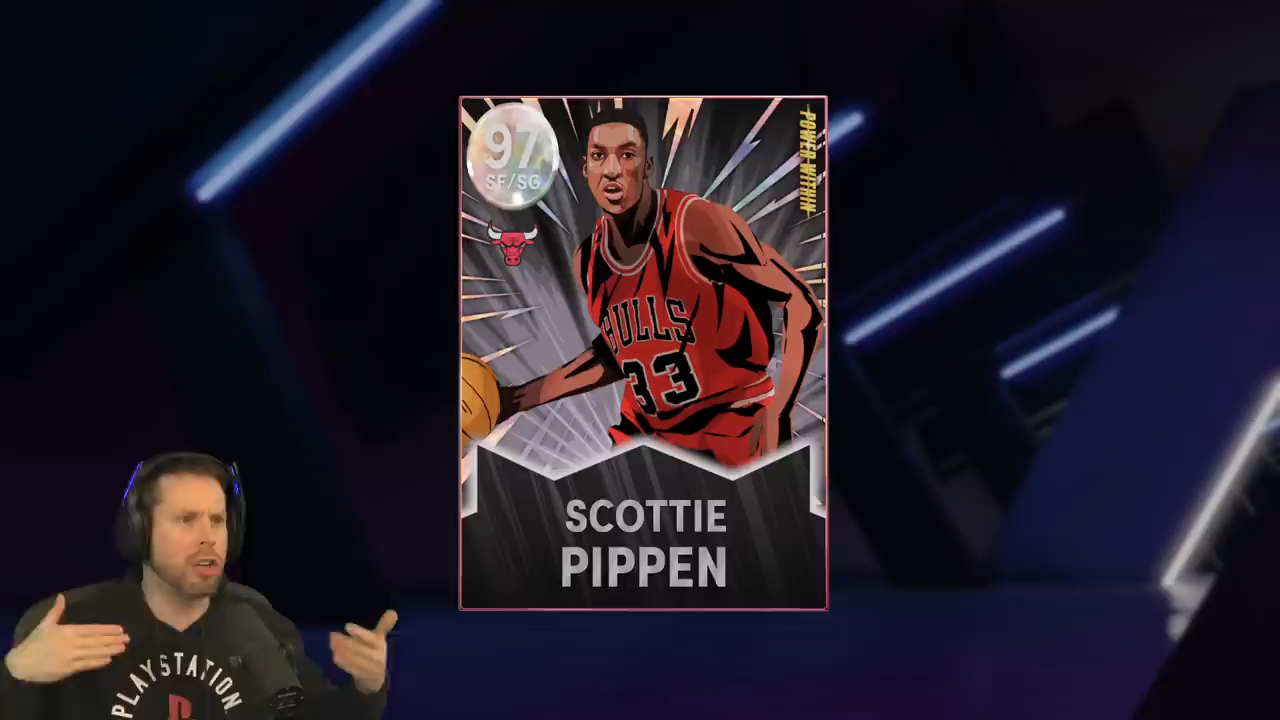 97
SF/SG
POWER WITHIN
BULLS
33
SCOTTIE
PIPPEN
PLAYSTATION